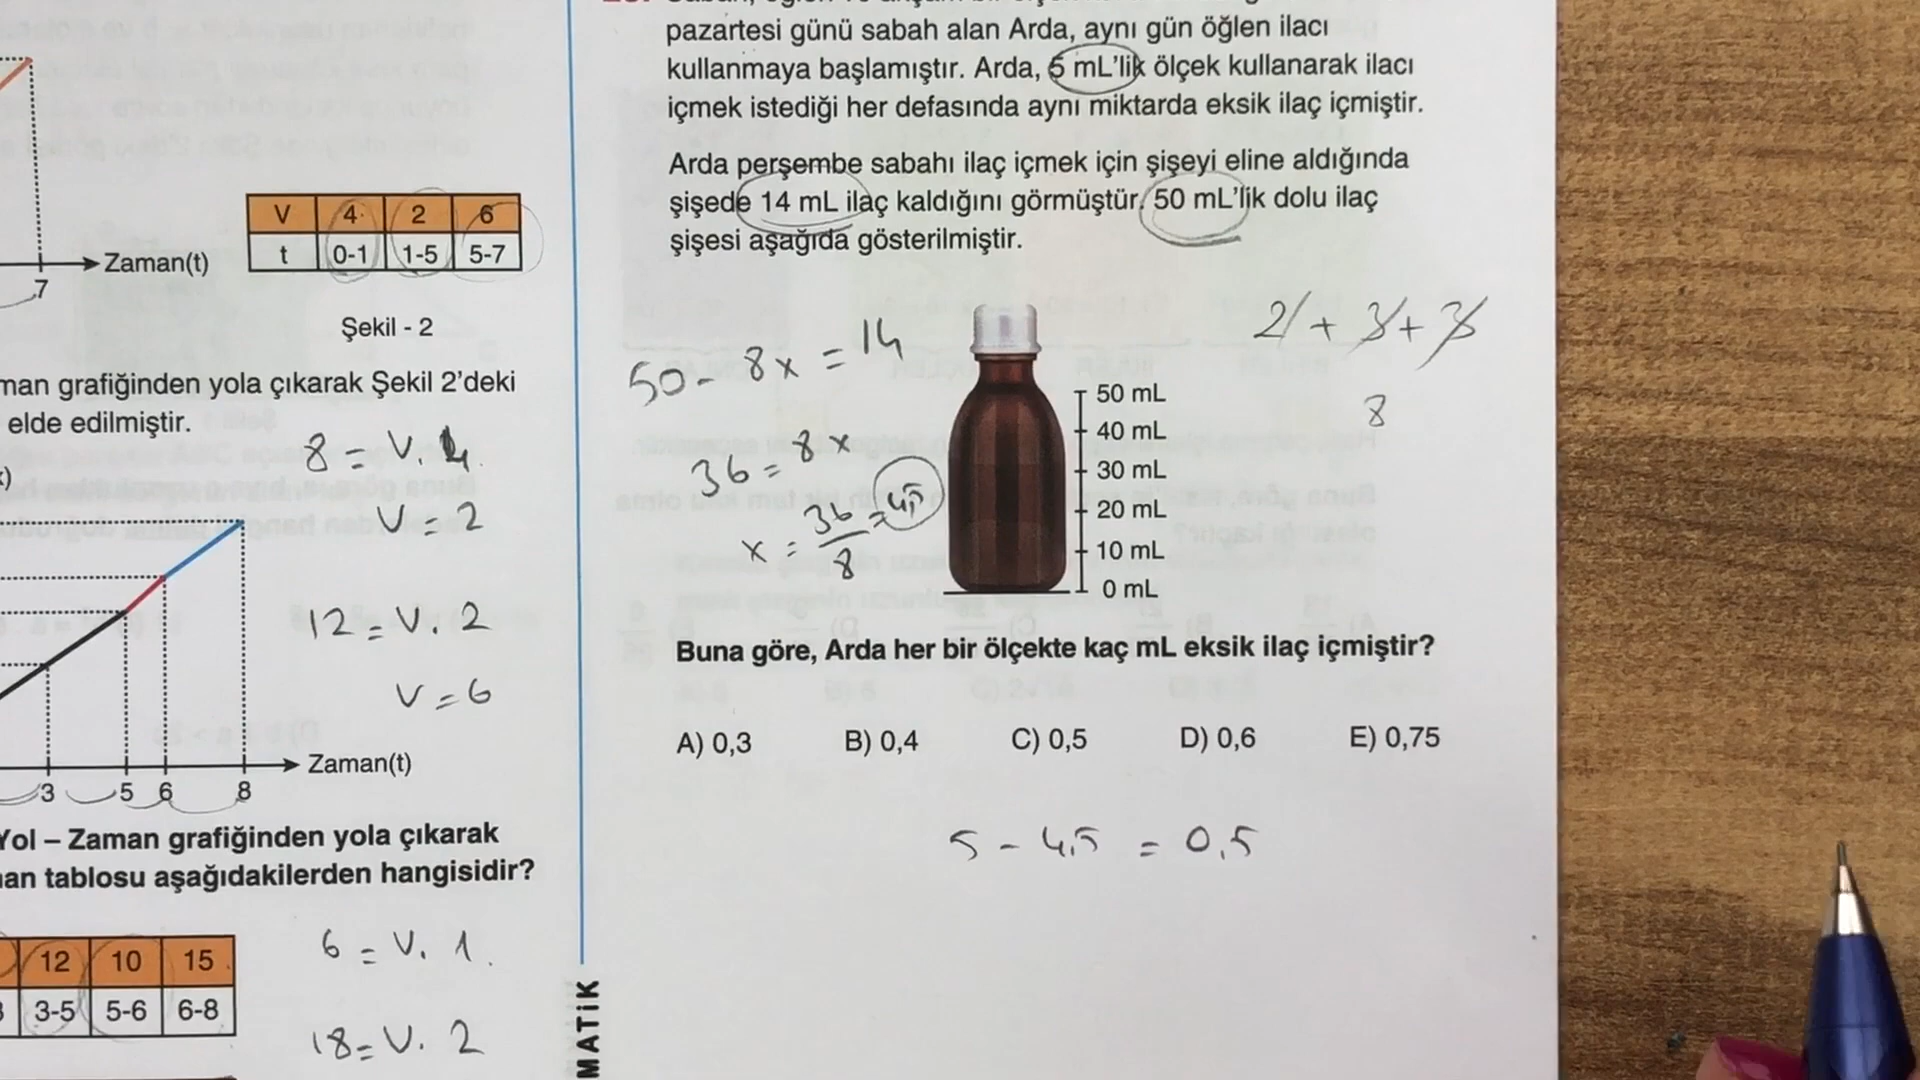 pazartesi günü sabah alan Arda, aynı gün öğlen ilacı
kullanmaya başlamıştır. Arda, 5 mL'lik ölçek kullanarak ilacı
içmek istediği her defasında aynı miktarda eksik ilaç içmiştir.
Arda perşembe sabahı ilaç içmek için şişeyi eline aldığında
şişede 14 mL ilaç kaldığını görmüştür. 50 mL'lik dolu ilaç
şişesi aşağıda gösterilmiştir.
50 - 8x = 14
36 = 8x
x = 36/8 = 4,5
2 + 3 + 3
8
50 mL
40 mL
30 mL
20 mL
10 mL
0 mL
Buna göre, Arda her bir ölçekte kaç mL eksik ilaç içmiştir?
A) 0,3 B) 0,4 C) 0,5 D) 0,6 E) 0,75
5 - 4,5 = 0,5
Zaman(t)
7
V 4 2 6
t 0-1 1-5 5-7
Şekil - 2
man grafiğinden yola çıkarak Şekil 2'deki
elde edilmiştir.
8 = V. 4
V = 2
12 = V. 2
V = 6
Zaman(t)
3 5 6 8
Yol – Zaman grafiğinden yola çıkarak
an tablosu aşağıdakilerden hangisidir?
12 10 15
3-5 5-6 6-8
6 = V. 1
18 = V. 2
MATİK